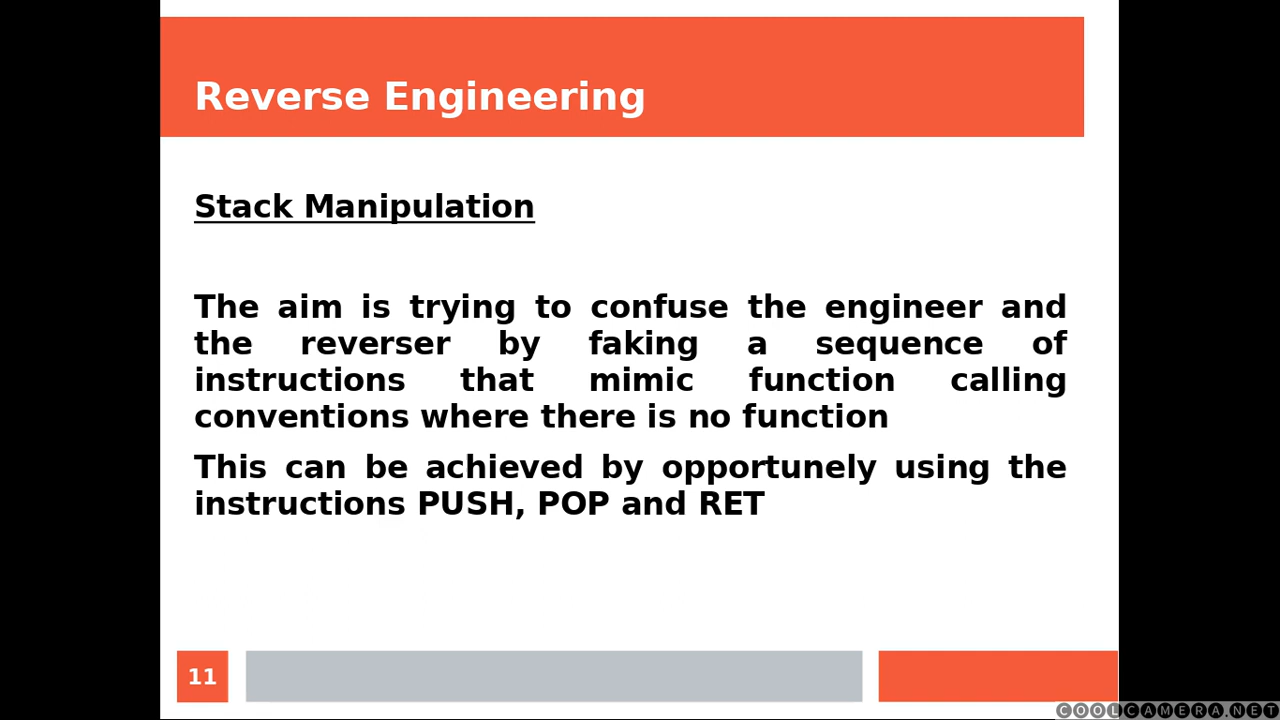 Reverse Engineering
Stack Manipulation
The aim is trying to confuse the engineer and
the reverser by faking a sequence of
instructions that mimic function calling
conventions where there is no function
This can be achieved by opportunely using the
instructions PUSH, POP and RET
11
COOLCAMERA.NET